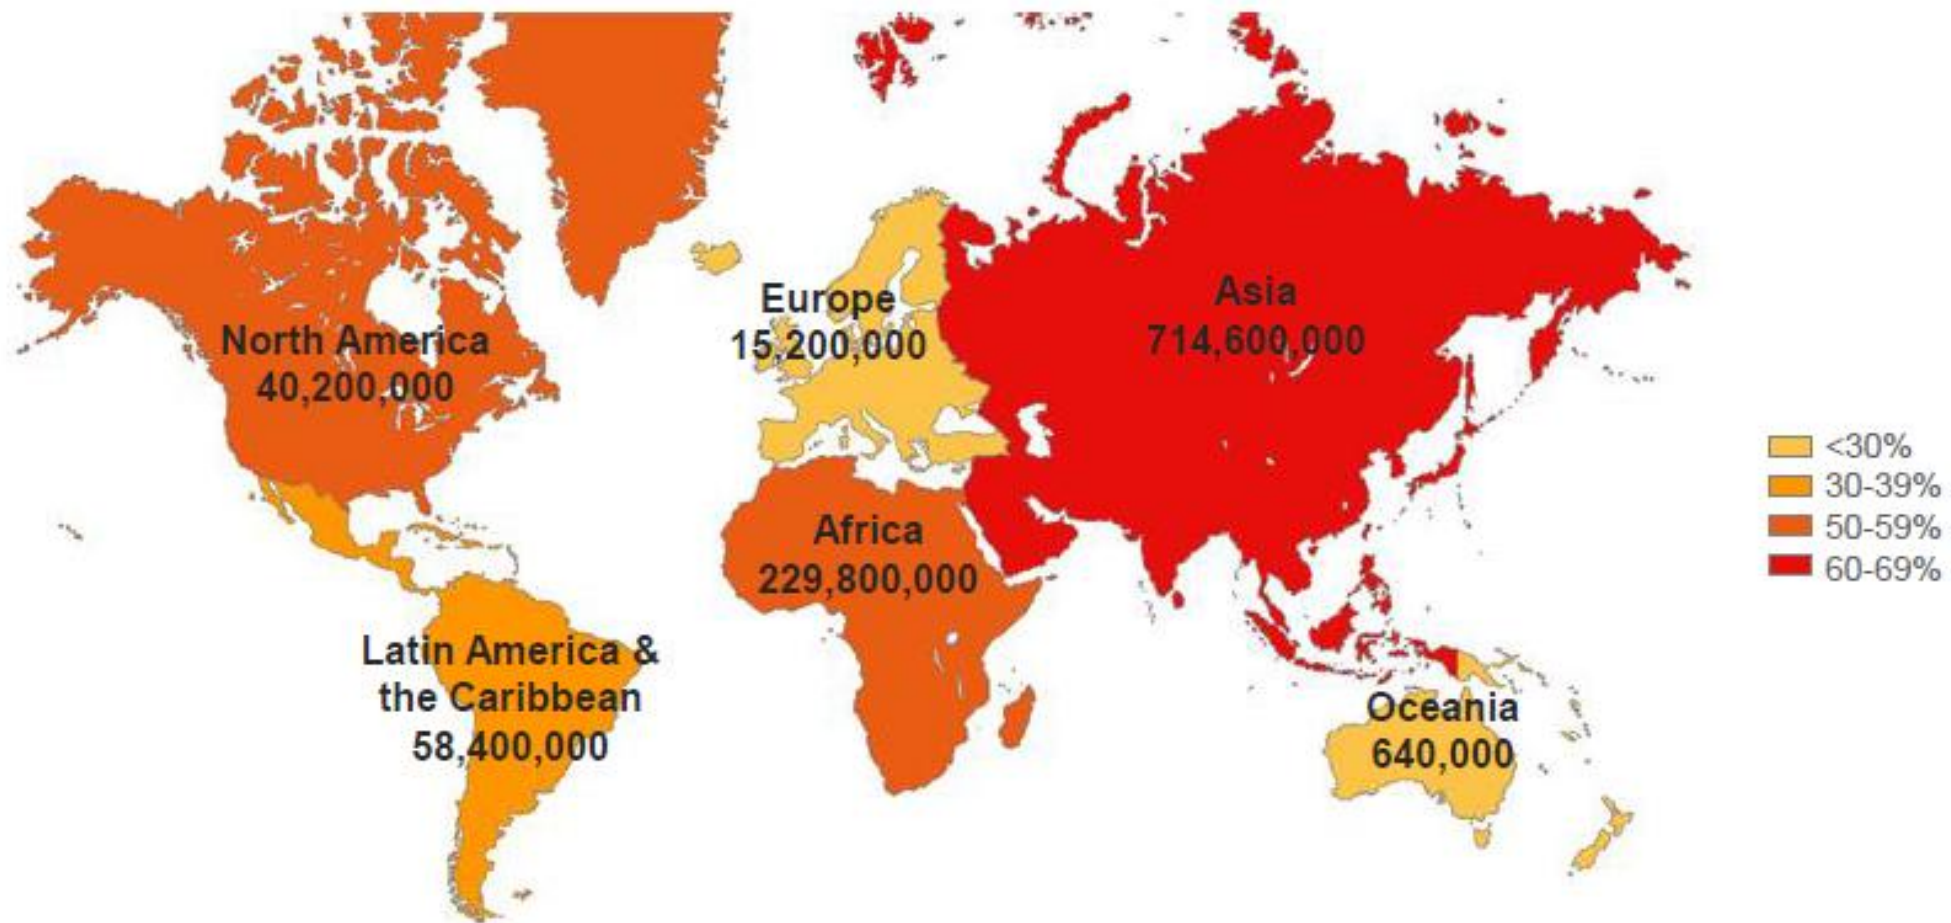 North America
40,200,000
Europe
15,200,000
Asia
714,600,000
Africa
229,800,000
Latin America &
the Caribbean
58,400,000
Oceania
640,000
<30%
30-39%
50-59%
60-69%